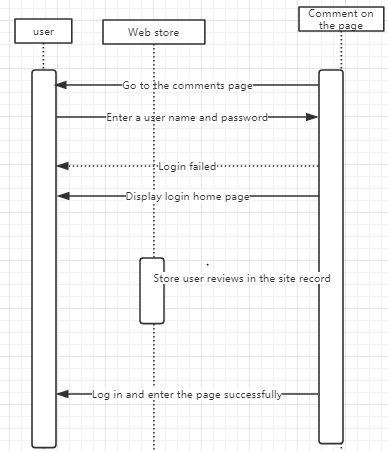 user
Web store
Comment on
the page
Go to the comments page
Enter a user name and password
Login failed
Display login home page
Store user reviews in the site record
Log in and enter the page successfully